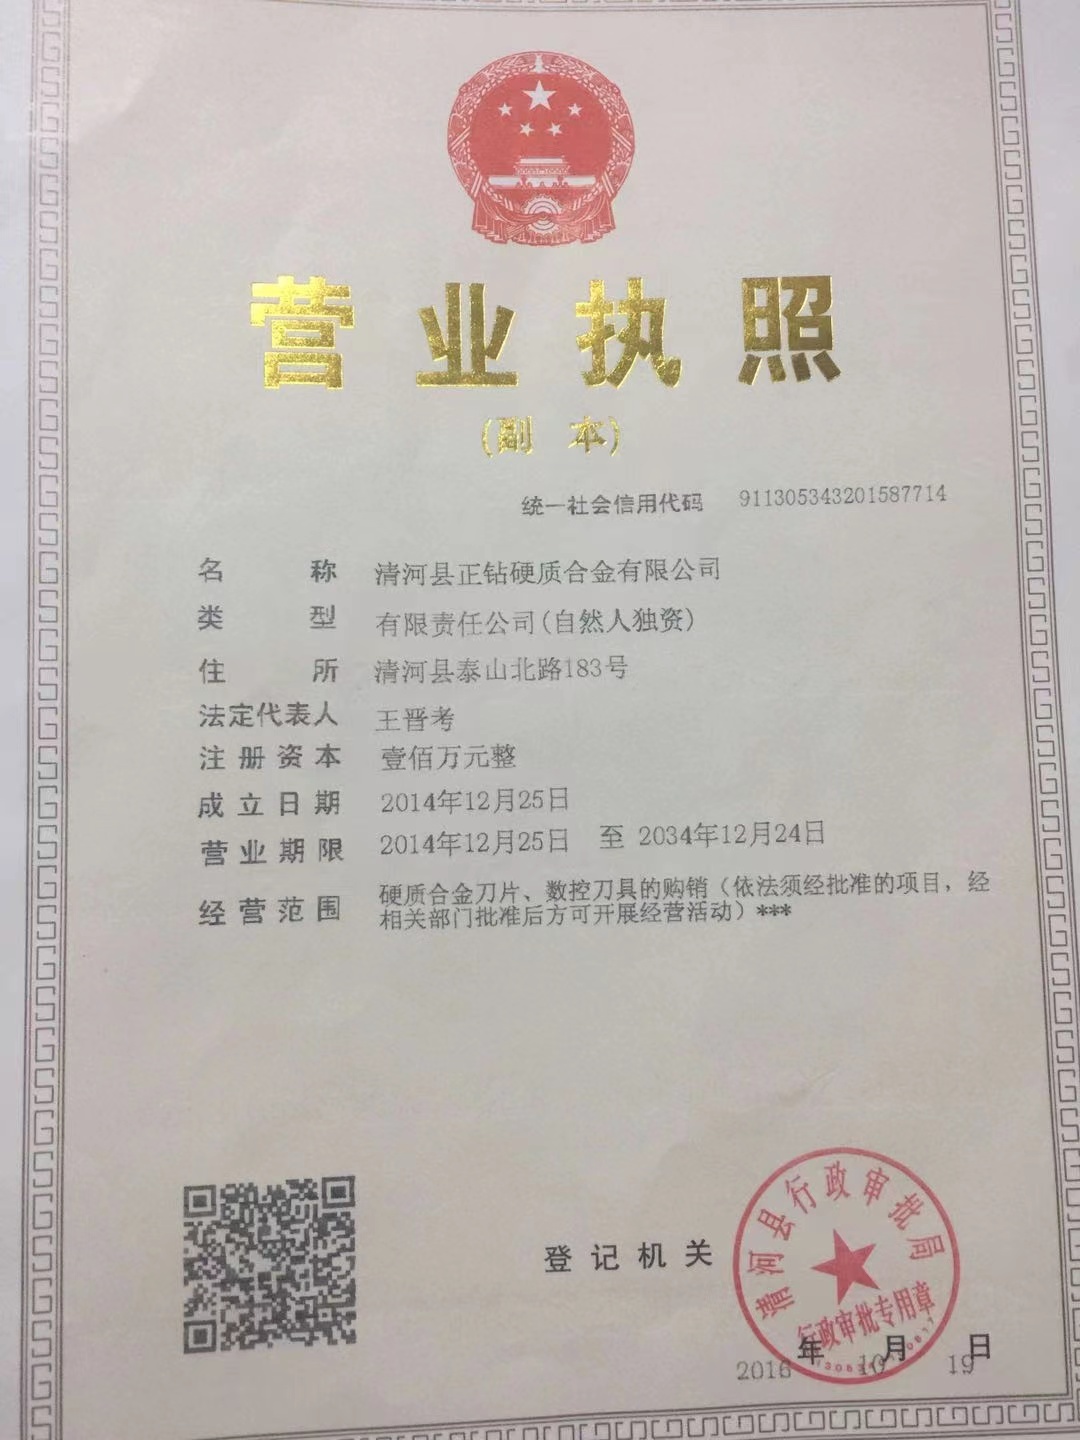 营业执照
(副本)
统一社会信用代码 911305343201587714
名称 清河县正钻硬质合金有限公司
类型 有限责任公司(自然人独资)
住所 清河县泰山北路183号
法定代表人 王晋考
注册资本 壹佰万元整
成立日期 2014年12月25日
营业期限 2014年12月25日 至 2034年12月24日
经营范围 硬质合金刀片、数控刀具的购销(依法须经批准的项目,经
相关部门批准后方可开展经营活动)***
登记机关
清河县行政审批局
行政审批专用章
2016年10月19日